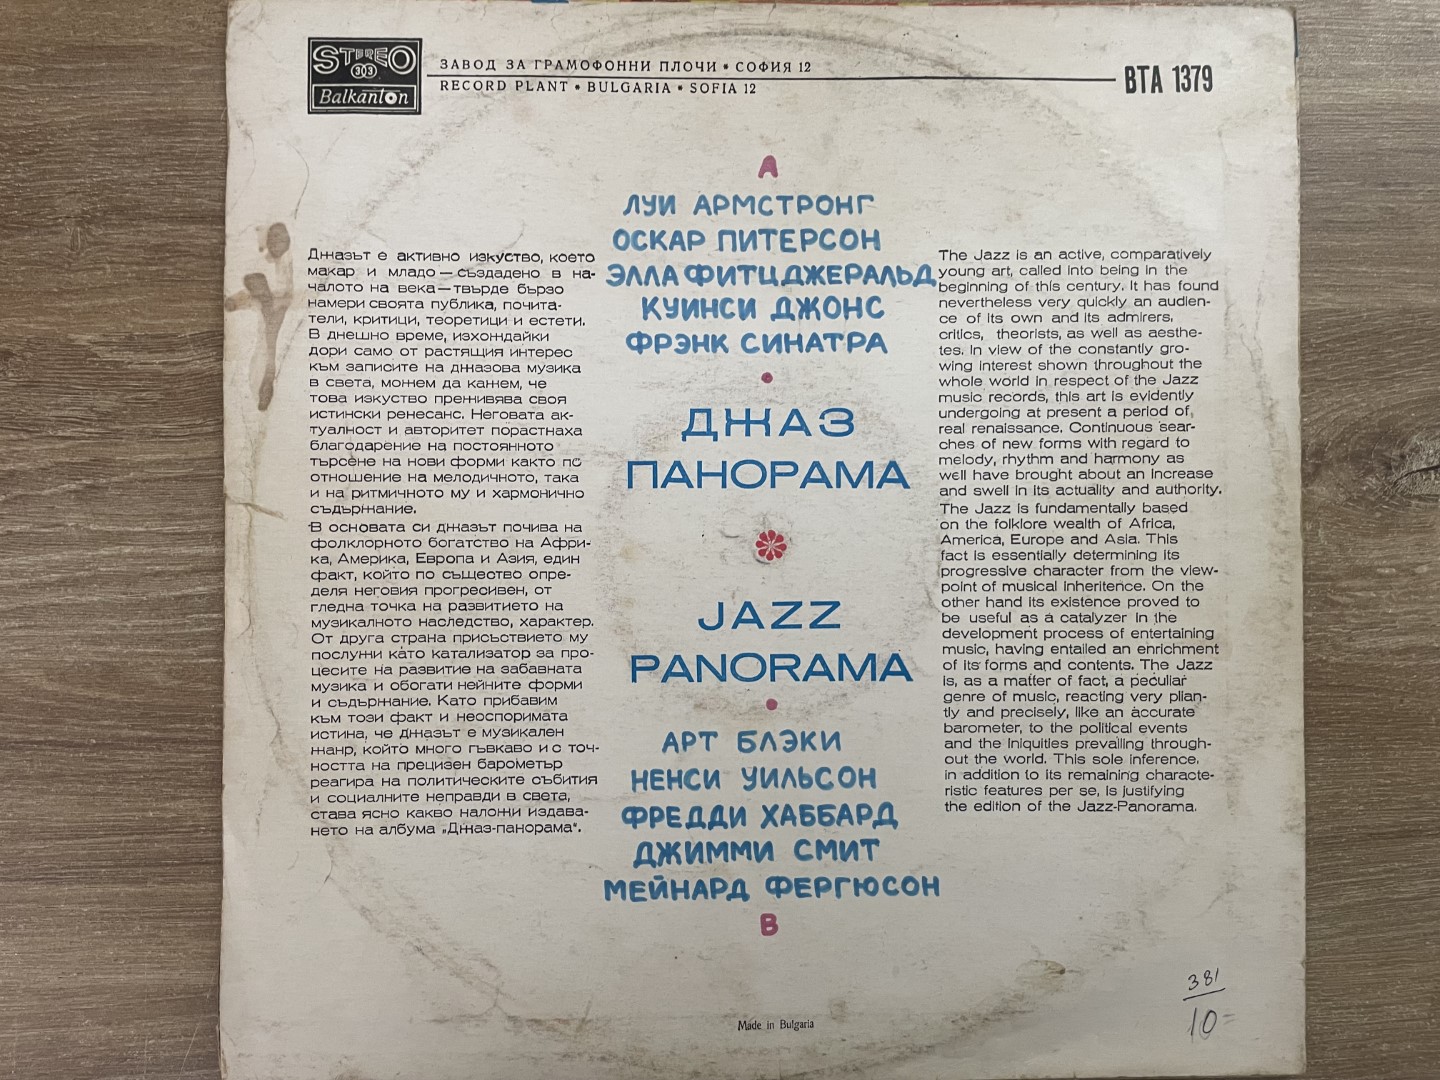 STEREO
303
Balkanton
ЗАВОД ЗА ГРАМОФОННИ ПЛОЧИ • СОФИЯ 12
RECORD PLANT • BULGARIA • SOFIA 12
ВТА 1379
Джазът е активно изкуство, което
макар и младо — създадено в на-
чалото на века — твърде бързо
намери своята публика, почита-
тели, критици, теоретици и естети.
В днешно време, изхождайки
дори само от растящия интерес
към записите на джазова музика
в света, можем да кажем, че
това изкуство преживява своя
истински ренесанс. Неговата ак-
туалност и авторитет порастнаха
благодарение на постоянното
търсене на нови форми както по
отношение на мелодичното, така
и на ритмичното му и хармонично
съдържание.
В основата си джазът почива на
фолклорното богатство на Афри-
ка, Америка, Европа и Азия, един
факт, който по същество опре-
деля неговия прогресивен, от
гледна точка на развитието на
музикалното наследство, характер.
От друга страна присъствието му
послужи като катализатор за про-
цесите на развитие на забавната
музика и обогати нейните форми
и съдържание. Като прибавим
към този факт и неоспоримата
истина, че джазът е музикален
жанр, който много гъвкаво и с точ-
ността на прецизен барометър
реагира на политическите събития
и социалните неправди в света,
става ясно какво наложи издава-
нето на албума „Джаз-панорама“.
А
ЛУИ АРМСТРОНГ
ОСКАР ПИТЕРСОН
ЭЛЛА ФИТЦДЖЕРАЛЬД
КУИНСИ ДЖОНС
ФРЭНК СИНАТРА
ДЖАЗ
ПАНОРАМА
JAZZ
PANORAMA
АРТ БЛЭКИ
НЕНСИ УИЛЬСОН
ФРЕДДИ ХАББАРД
ДЖИММИ СМИТ
МЕЙНАРД ФЕРГЮСОН
В
The Jazz is an active, comparatively
young art, called into being in the
beginning of this century. It has found
nevertheless very quickly an audien-
ce of its own and its admirers,
critics, theorists, as well as aesthe-
tes. In view of the constantly gro-
wing interest shown throughout the
whole world in respect of the Jazz
music records, this art is evidently
undergoing at present a period of
real renaissance. Continuous sear-
ches of new forms with regard to
melody, rhythm and harmony as
well have brought about an increase
and swell in its actuality and authority.
The Jazz is fundamentally based
on the folklore wealth of Africa,
America, Europe and Asia. This
fact is essentially determining its
progressive character from the view-
point of musical inheritence. On the
other hand its existence proved to
be useful as a catalyzer in the
development process of entertaining
music, having entailed an enrichment
of its forms and contents. The Jazz
is, as a matter of fact, a peculiar
genre of music, reacting very plian-
tly and precisely, like an accurate
barometer, to the political events
and the iniquities prevailing through-
out the world. This sole inference,
in addition to its remaining characte-
ristic features per se, is justifying
the edition of the Jazz-Panorama.
381
10=
Made in Bulgaria